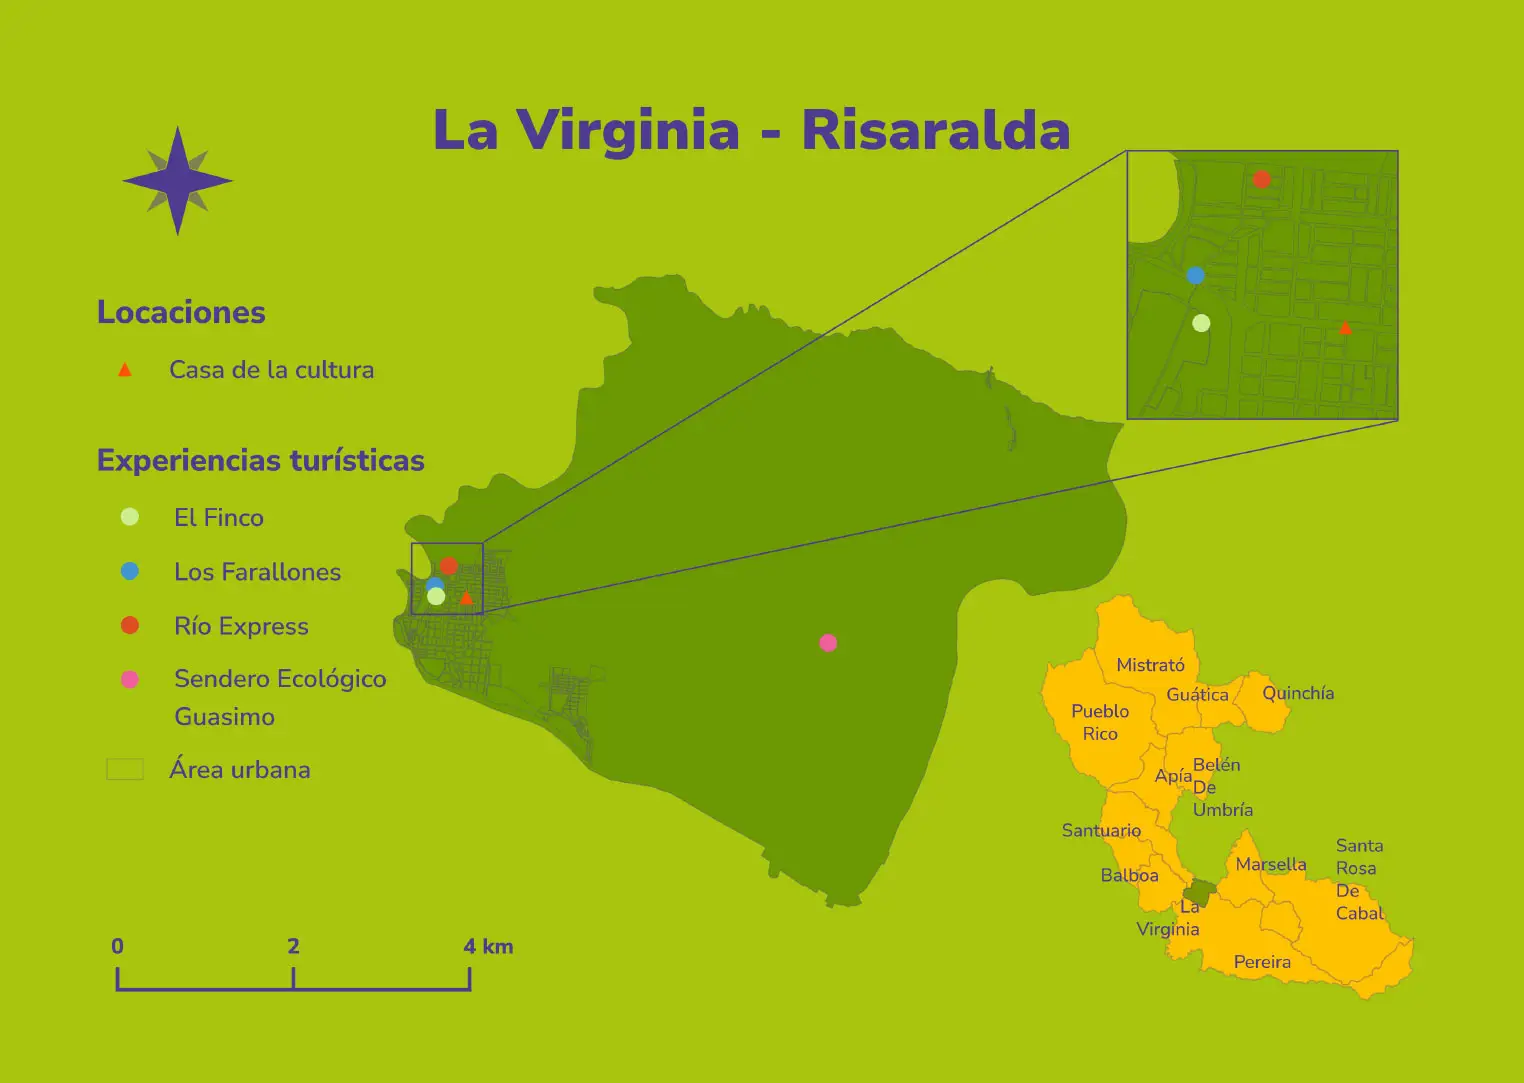 La Virginia - Risaralda
Locaciones
Casa de la cultura
Experiencias turísticas
El Finco
Los Farallones
Río Express
Sendero Ecológico
Guasimo
Área urbana
0 2 4 km
Mistrató
Guática
Quinchía
Pueblo
Rico
Apía
Belén
De
Umbría
Santuario
Balboa
Marsella
Santa
Rosa
De
Cabal
La
Virginia
Pereira